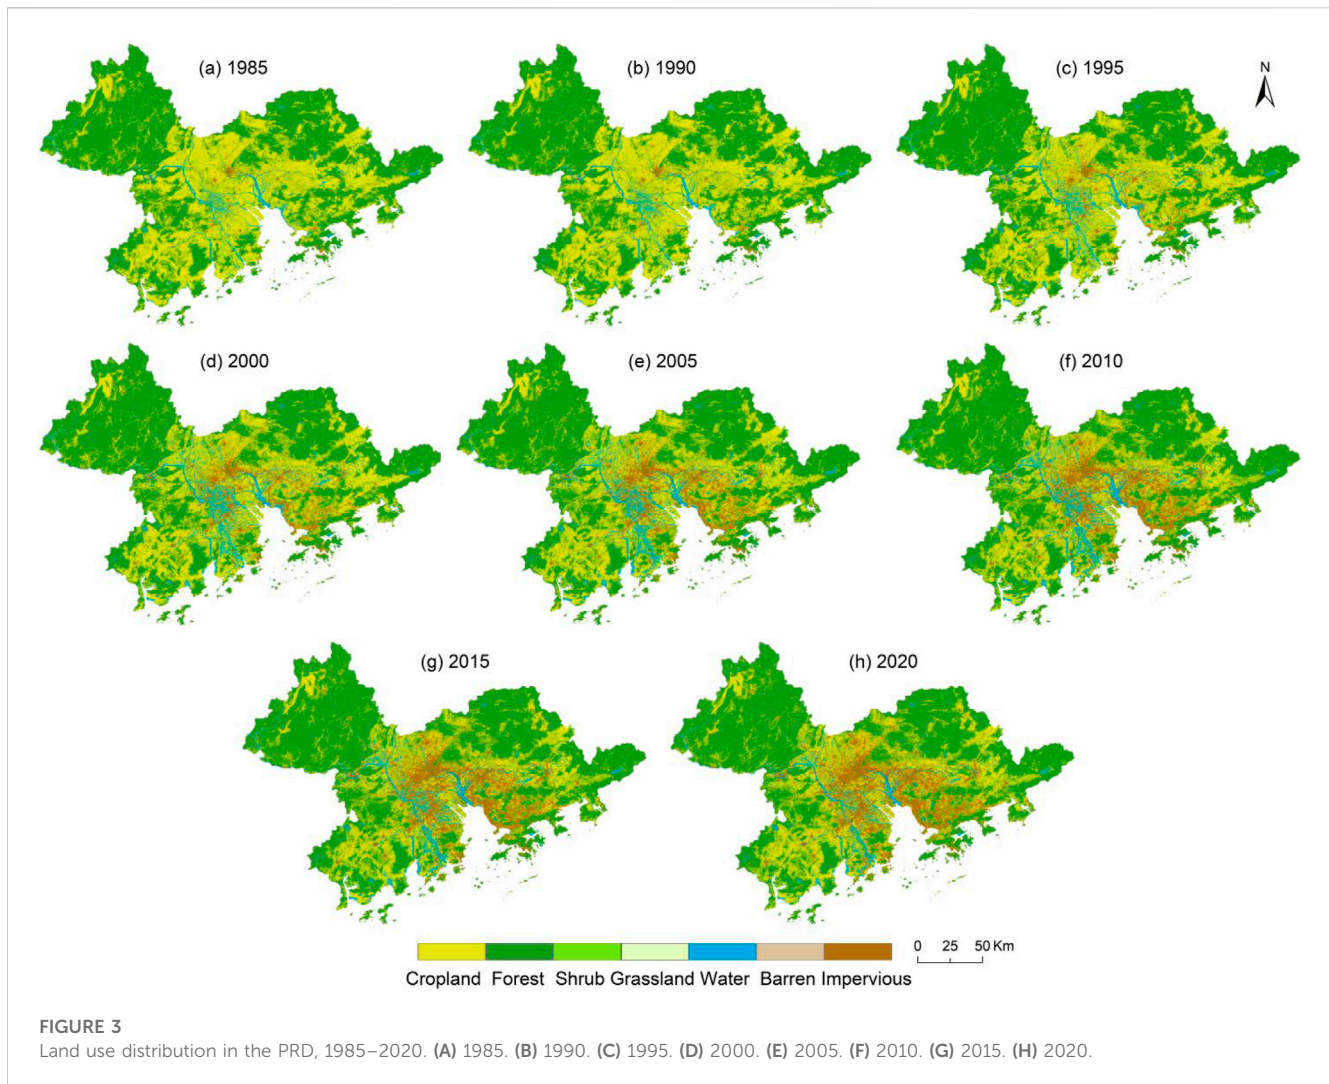 (a) 1985
(b) 1990
(c) 1995
N
(d) 2000
(e) 2005
(f) 2010
(g) 2015
(h) 2020
0 25 50 Km
Cropland Forest Shrub Grassland Water Barren Impervious
FIGURE 3
Land use distribution in the PRD, 1985–2020. (A) 1985. (B) 1990. (C) 1995. (D) 2000. (E) 2005. (F) 2010. (G) 2015. (H) 2020.